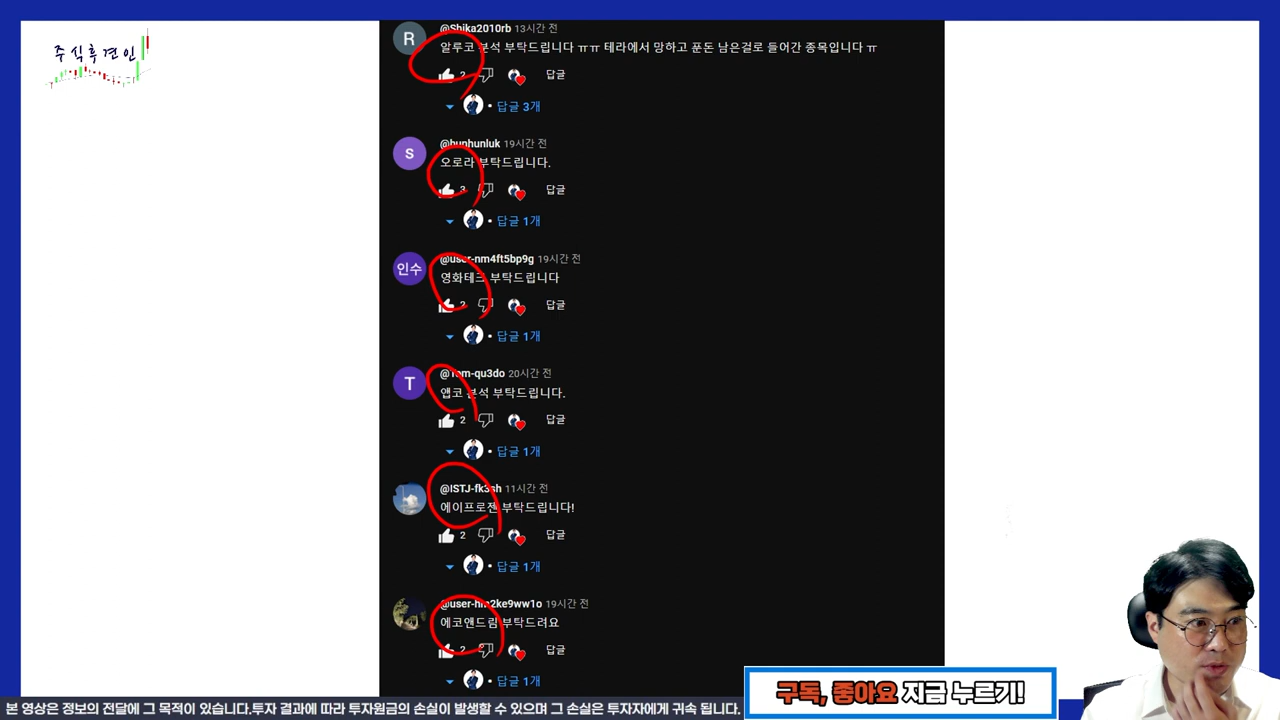 주식후견인
R
@Shika2010rb 13시간 전
알루코 분석 부탁드립니다 ㅠㅠ 테라에서 망하고 푼돈 남은걸로 들어간 종목입니다 ㅠ
2 답글
답글 3개
S
@huphunluk 19시간 전
오로라 부탁드립니다.
3 답글
답글 1개
인수
@user-nm4ft5bp9g 19시간 전
영화테크 부탁드립니다
2 답글
답글 1개
T
@Tom-qu3do 20시간 전
앱코 분석 부탁드립니다.
2 답글
답글 1개
@ISTJ-fk3sh 11시간 전
에이프로젠 부탁드립니다!
2 답글
답글 1개
@user-hm2ke9ww1o 19시간 전
에코앤드림 부탁드려요
2 답글
답글 1개
구독, 좋아요 지금 누르기!
본 영상은 정보의 전달에 그 목적이 있습니다.투자 결과에 따라 투자원금의 손실이 발생할 수 있으며 그 손실은 투자자에게 귀속 됩니다.